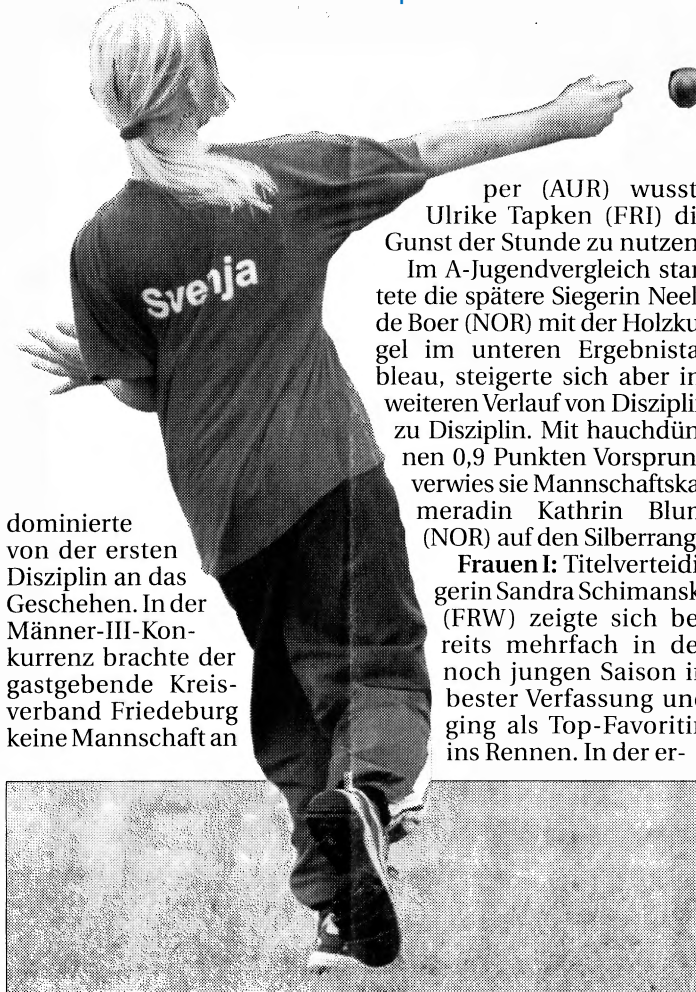 Svenja
dominierte
von der ersten
Disziplin an das
Geschehen. In der
Männer-III-Kon-
kurrenz brachte der
gastgebende Kreis-
verband Friedeburg
keine Mannschaft an
per (AUR) wusst
Ulrike Tapken (FRI) di
Gunst der Stunde zu nutzen
Im A-Jugendvergleich star
tete die spätere Siegerin Neel
de Boer (NOR) mit der Holzku
gel im unteren Ergebnista
bleau, steigerte sich aber
weiteren Verlauf von Diszipli
zu Disziplin. Mit hauchdün
nen 0,9 Punkten Vorsprun
verwies sie Mannschaftska
meradin Kathrin
(NOR) auf den Silberrang
Frauen I: Titelverteidi
gerin Sandra Schimansk
(FRW) zeigte sich be
reits mehrfach in de
noch jungen Saison
bester Verfassung und
ging als Top-Favoriti
ins Rennen. In der er-